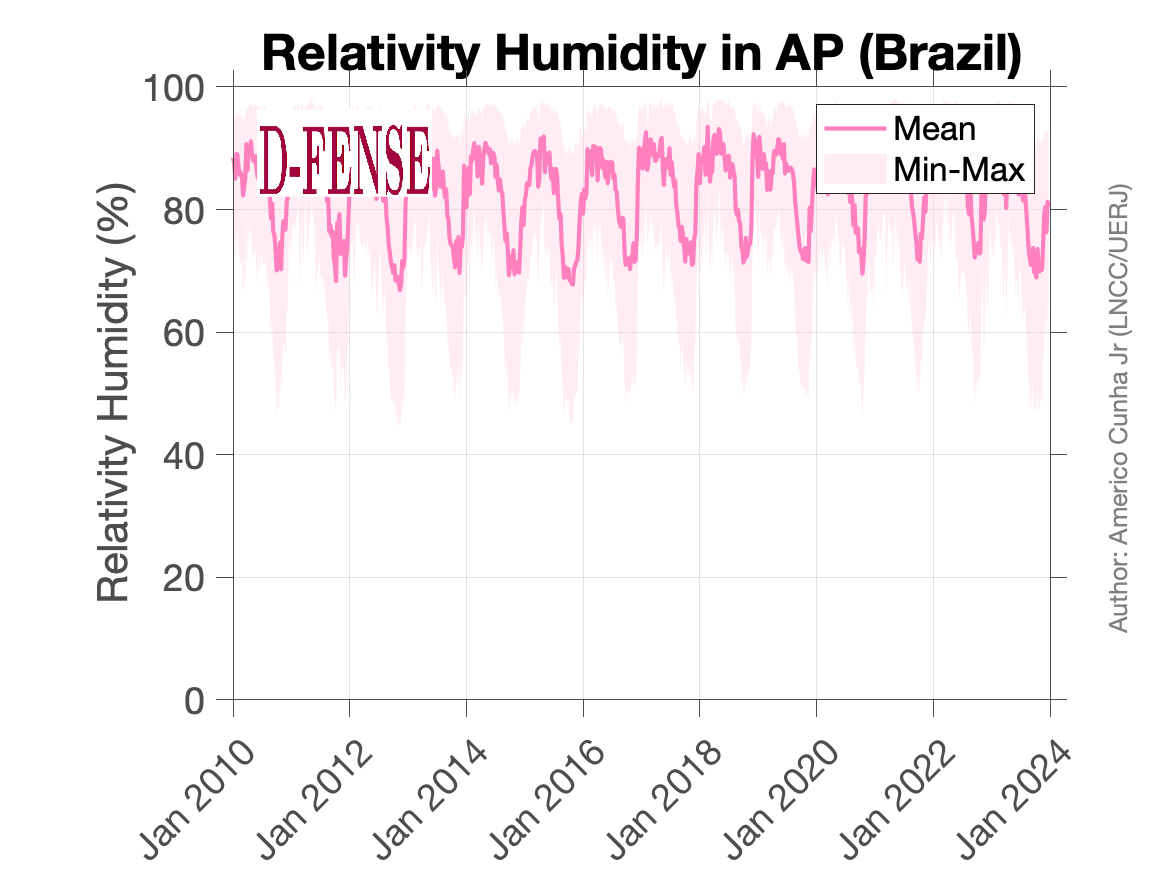 Relativity Humidity in AP (Brazil)
Relativity Humidity (%)
100
80
60
40
20
0
D-FENSE
Mean
Min-Max
Jan 2010
Jan 2012
Jan 2014
Jan 2016
Jan 2018
Jan 2020
Jan 2022
Jan 2024
Author: Americo Cunha Jr (LNCC/UERJ)